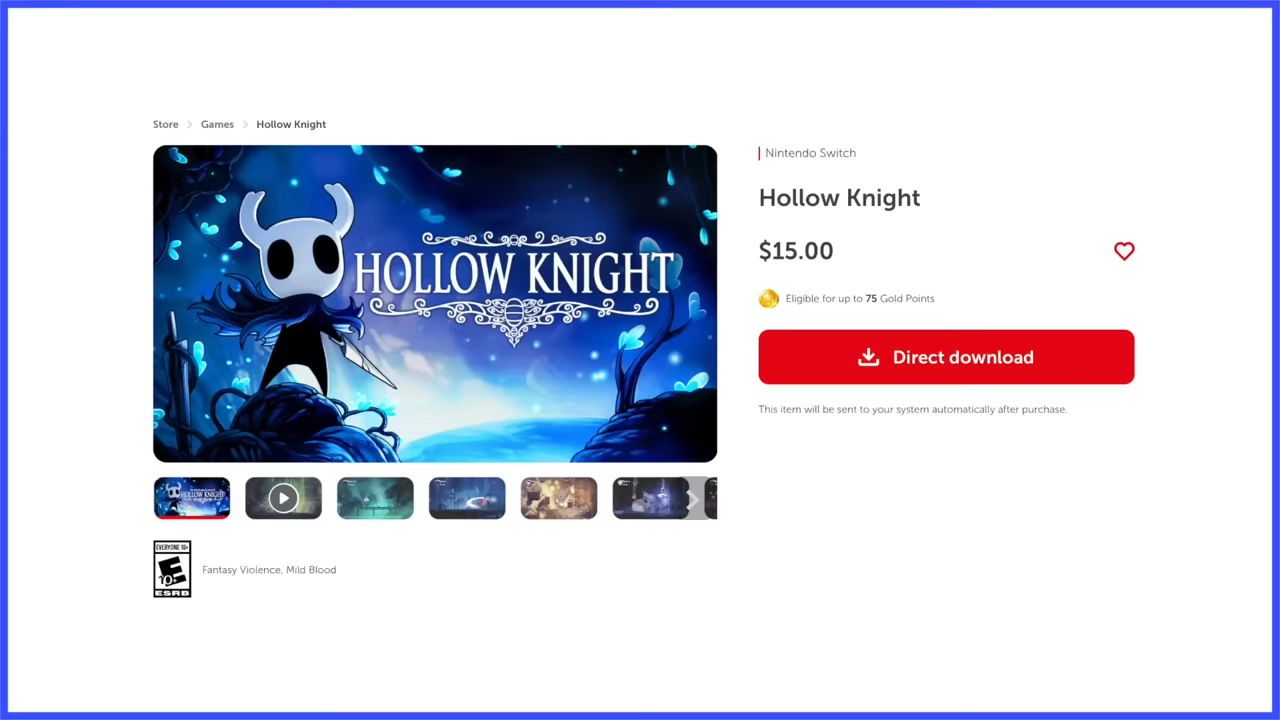 Store > Games > Hollow Knight
Nintendo Switch
Hollow Knight
$15.00
Eligible for up to 75 Gold Points
Direct download
This item will be sent to your system automatically after purchase.
HOLLOW KNIGHT
HOLLOW KNIGHT
EVERYONE 10+
E
10+
ESRB
Fantasy Violence, Mild Blood